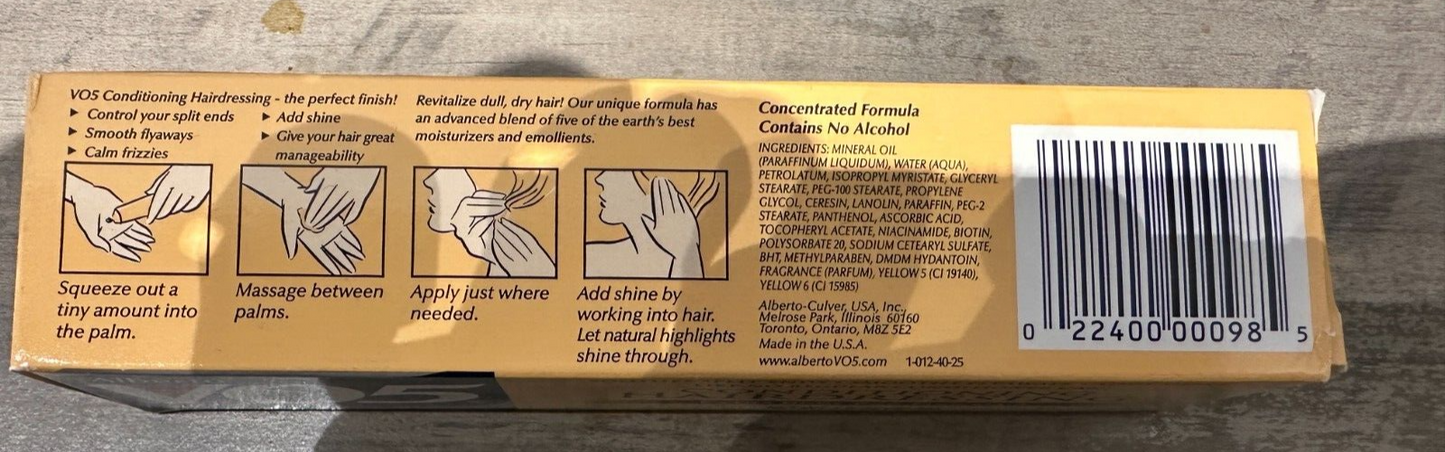 VO5 Conditioning Hairdressing - the perfect finish!
▶ Control your split ends
▶ Smooth flyaways
▶ Calm frizzies
▶ Add shine
▶ Give your hair great
manageability
Revitalize dull, dry hair! Our unique formula has
an advanced blend of five of the earth's best
moisturizers and emollients.
Squeeze out a
tiny amount into
the palm.
Massage between
palms.
Apply just where
needed.
Add shine by
working into hair.
Let natural highlights
shine through.
Concentrated Formula
Contains No Alcohol
INGREDIENTS: MINERAL OIL
(PARAFFINUM LIQUIDUM), WATER (AQUA),
PETROLATUM, ISOPROPYL MYRISTATE, GLYCERYL
STEARATE, PEG-100 STEARATE, PROPYLENE
GLYCOL, CERESIN, LANOLIN, PARAFFIN, PEG-2
STEARATE, PANTHENOL, ASCORBIC ACID,
TOCOPHERYL ACETATE, NIACINAMIDE, BIOTIN,
POLYSORBATE 20, SODIUM CETEARYL SULFATE,
BHT, METHYLPARABEN, DMDM HYDANTOIN,
FRAGRANCE (PARFUM), YELLOW 5 (CI 19140),
YELLOW 6 (CI 15985)
Alberto-Culver, USA, Inc.,
Melrose Park, Illinois 60160
Toronto, Ontario, M8Z 5E2
Made in the U.S.A.
www.albertoVO5.com 1-012-40-25
0 22400 00098 5
VO5